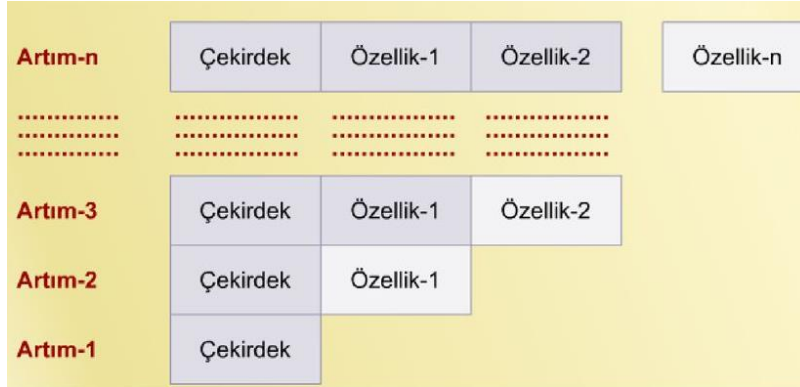 Artım-n Çekirdek Özellik-1 Özellik-2 Özellik-n
Artım-3 Çekirdek Özellik-1 Özellik-2
Artım-2 Çekirdek Özellik-1
Artım-1 Çekirdek